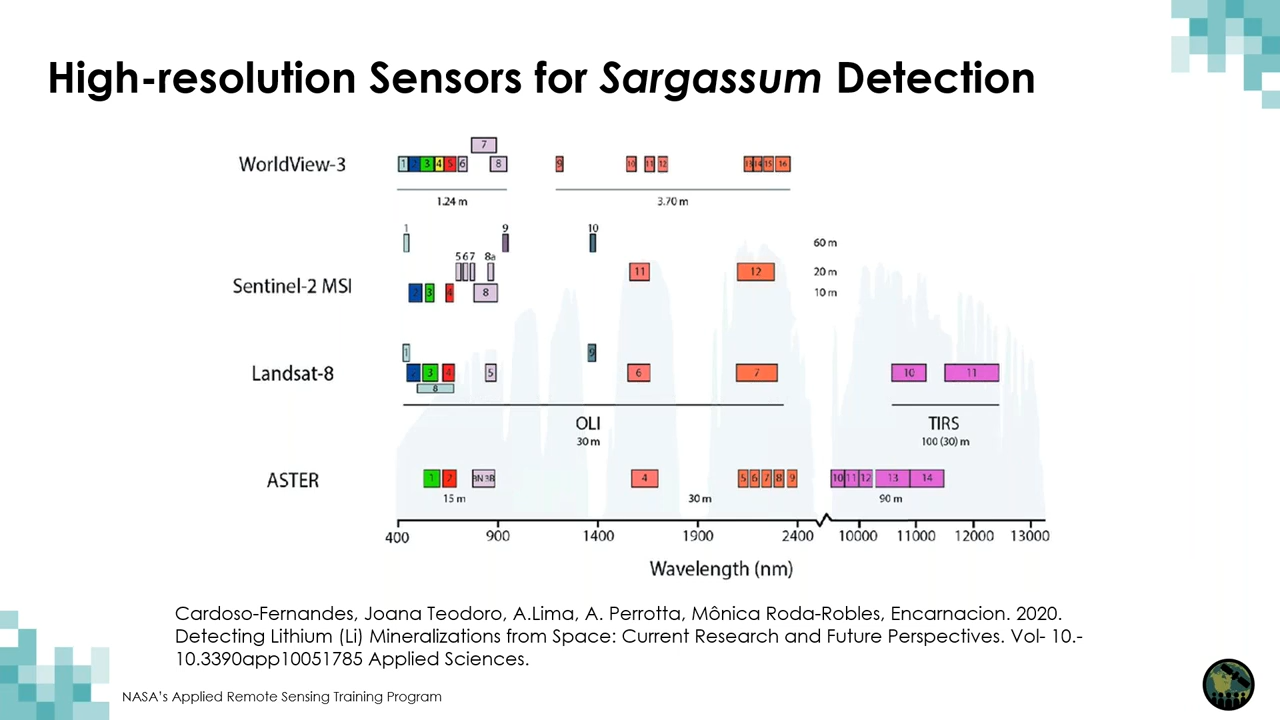 High-resolution Sensors for Sargassum Detection
7
WorldView-3 1 2 3 4 5 6 8 9 10 11 12 13 14 15 16
1.24 m 3.70 m
1 9 10 60 m
5 6 7 8a 11 12 20 m
Sentinel-2 MSI
2 3 4 8 10 m
1 9
Landsat-8 2 3 4 5 6 7 10 11
8
OLI TIRS
30 m 100 (30) m
ASTER 1 2 3N 3B 4 5 6 7 8 9 10 11 12 13 14
15 m 30 m 90 m
400 900 1400 1900 2400 10000 11000 12000 13000
Wavelength (nm)
Cardoso-Fernandes, Joana Teodoro, A.Lima, A. Perrotta, Mônica Roda-Robles, Encarnacion. 2020.
Detecting Lithium (Li) Mineralizations from Space: Current Research and Future Perspectives. Vol- 10.-
10.3390app10051785 Applied Sciences.
NASA's Applied Remote Sensing Training Program